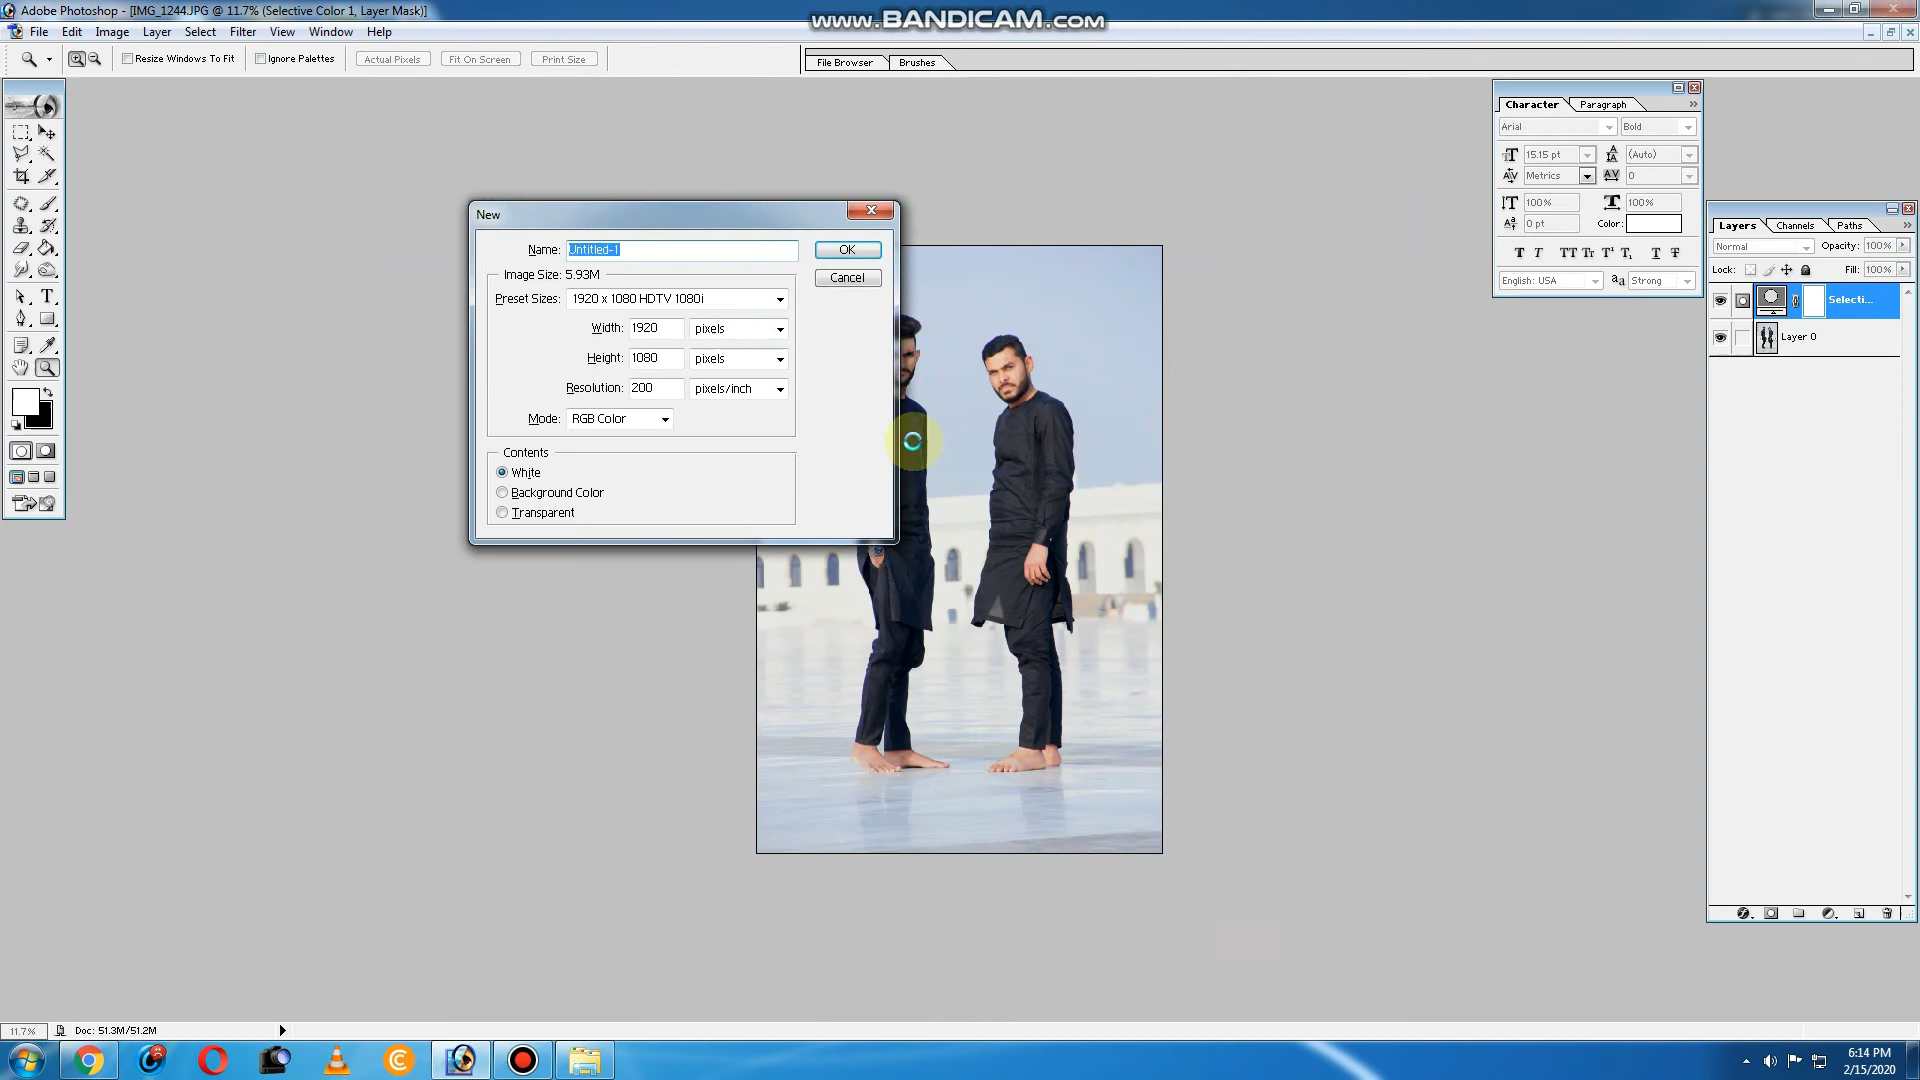 Adobe Photoshop - [IMG_1244.JPG @ 11.7% (Selective Color 1, Layer Mask)]
www.BANDICAM.com
File Edit Image Layer Select Filter View Window Help
Resize Windows To Fit Ignore Palettes Actual Pixels Fit On Screen Print Size File Browser Brushes
Character Paragraph
Arial Bold
15.15 pt (Auto)
Metrics 0
100% 100%
0 pt Color:
English: USA aa Strong
Layers Channels Paths
Normal Opacity: 100%
Lock: Fill: 100%
Selecti...
Layer 0
New
Name: Untitled-1 OK
Image Size: 5.93M Cancel
Preset Sizes: 1920 x 1080 HDTV 1080i
Width: 1920 pixels
Height: 1080 pixels
Resolution: 200 pixels/inch
Mode: RGB Color
Contents
White
Background Color
Transparent
11.7% Doc: 51.3M/51.2M
6:14 PM
2/15/2020